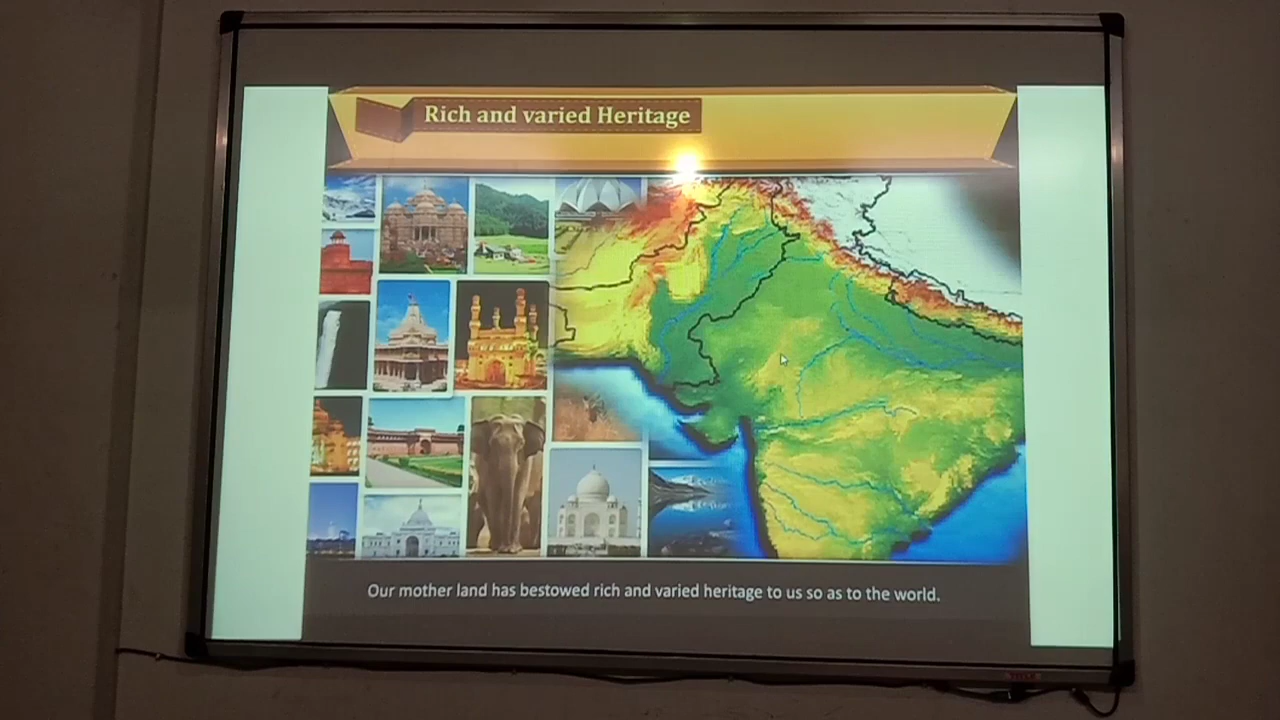 Rich and varied Heritage
Our mother land has bestowed rich and varied heritage to us so as to the world.